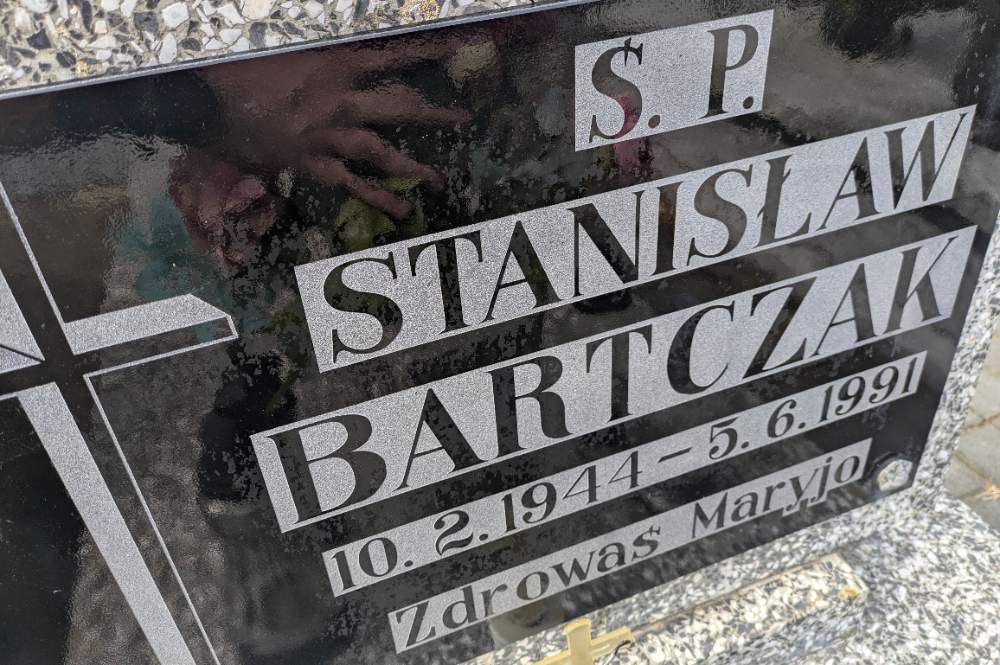 Ś. P.
STANISŁAW
BARTCZAK
10. 2. 1944 – 5. 6. 1991
Zdrowaś Maryjo